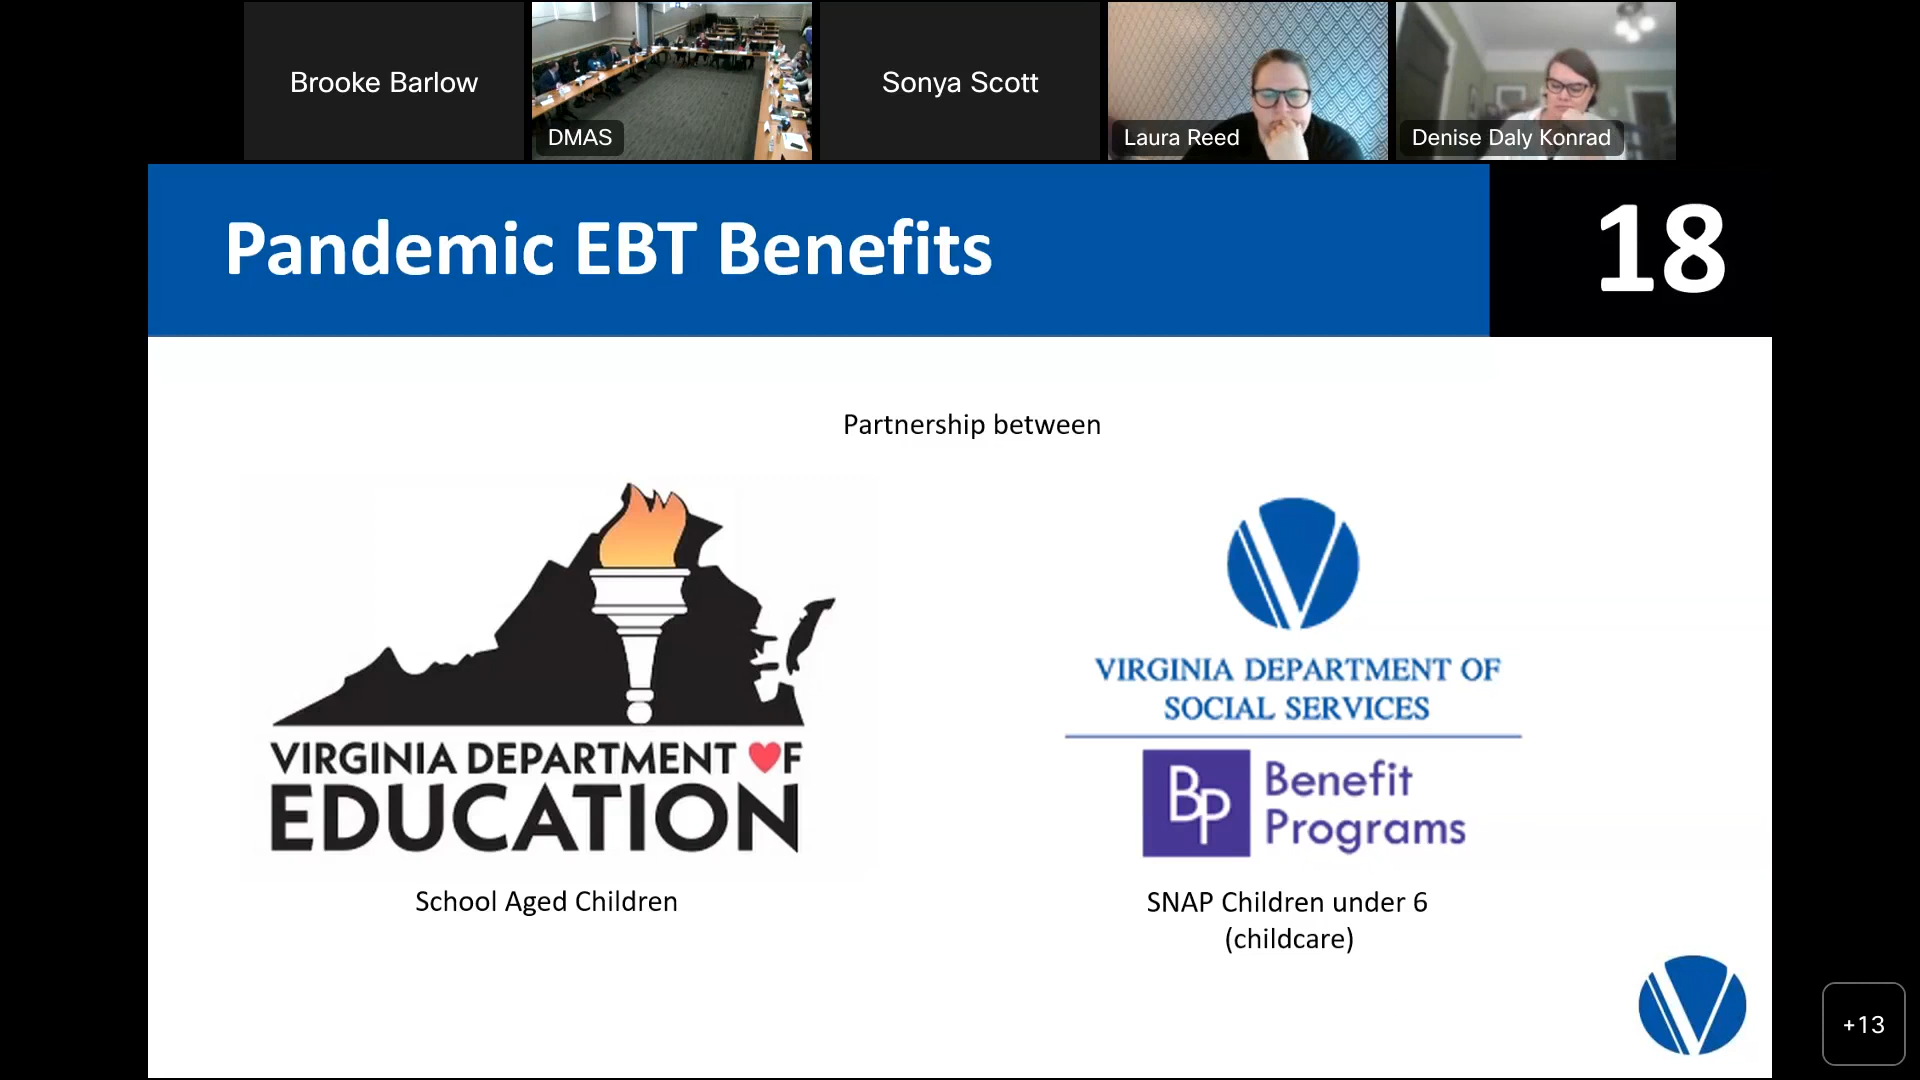 Brooke Barlow
DMAS
Sonya Scott
Laura Reed
Denise Daly Konrad
Pandemic EBT Benefits
18
Partnership between
VIRGINIA DEPARTMENT ❤F
EDUCATION
School Aged Children
VIRGINIA DEPARTMENT OF
SOCIAL SERVICES
BP
Benefit
Programs
SNAP Children under 6
(childcare)
+13